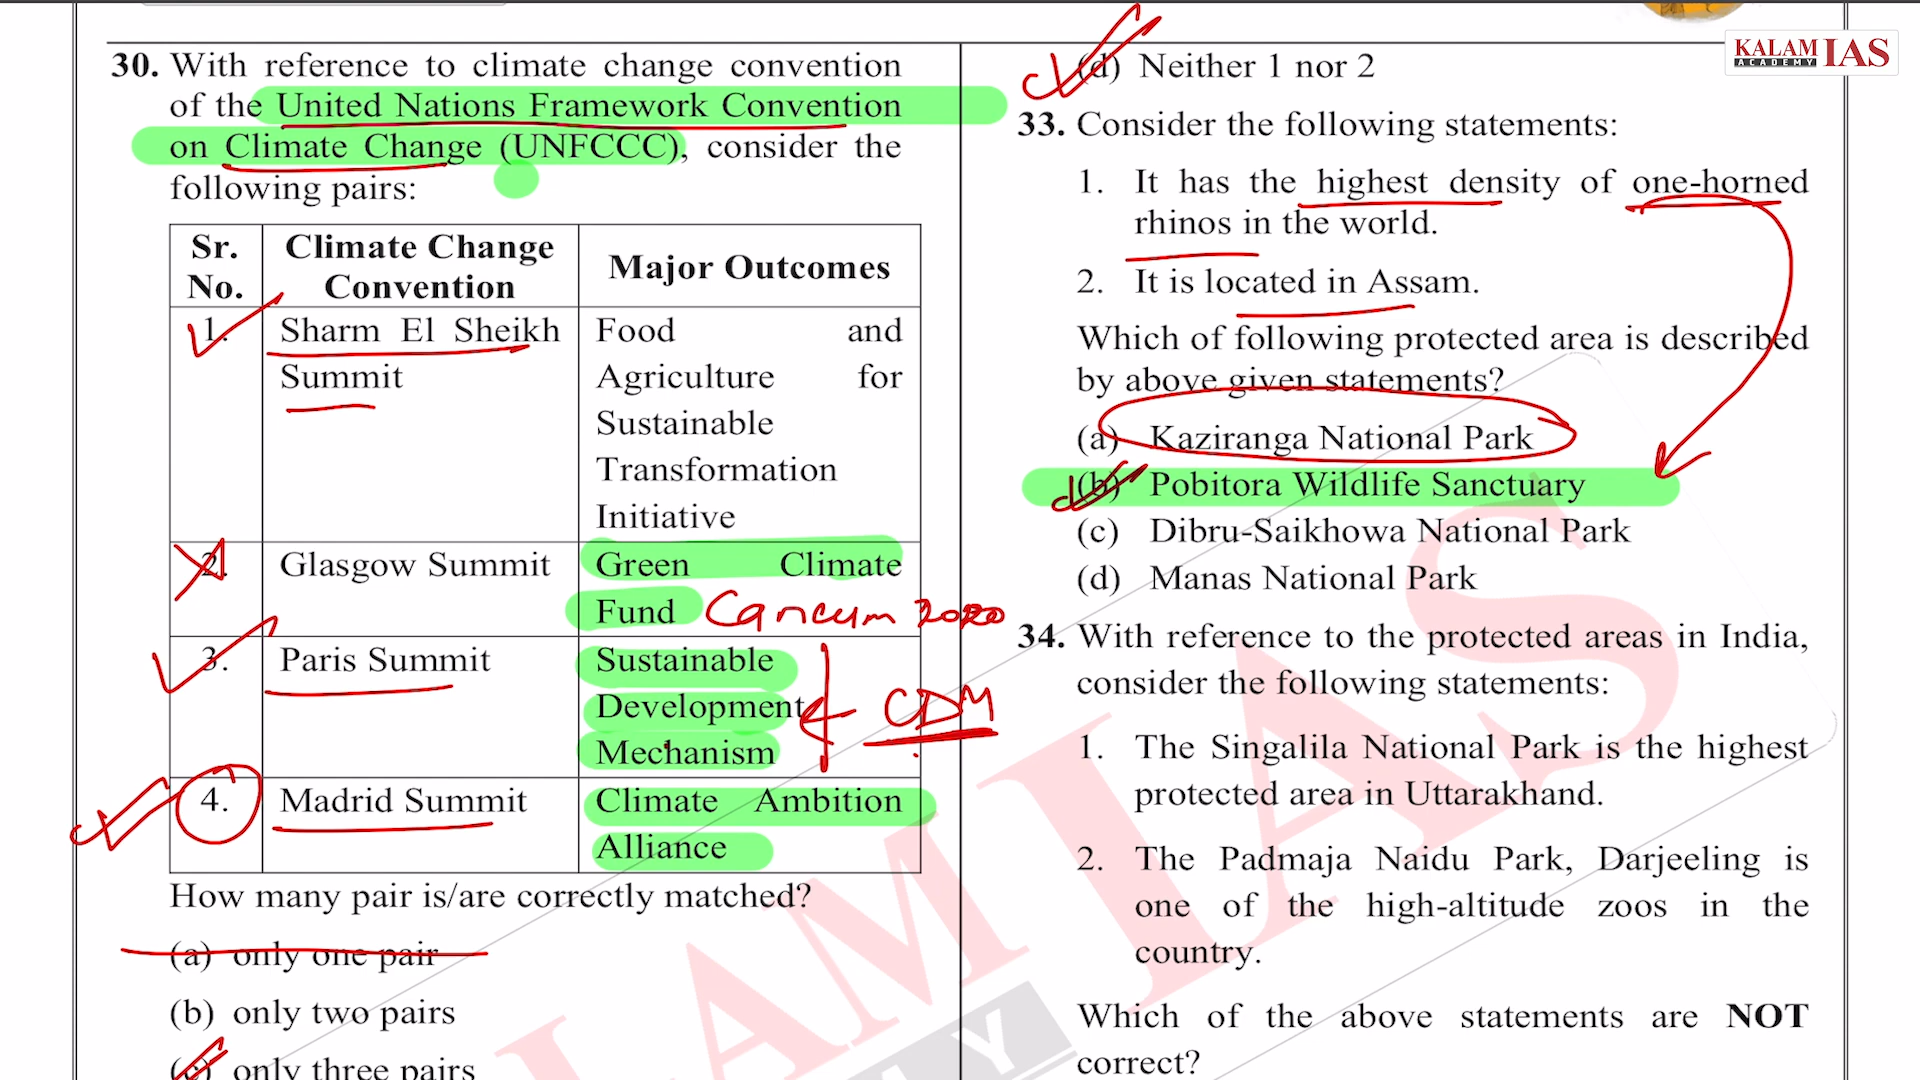 KALAM IAS
ACADEMY
30. With reference to climate change convention
of the United Nations Framework Convention
on Climate Change (UNFCCC), consider the
following pairs:
Sr. No. Climate Change Convention Major Outcomes
1. Sharm El Sheikh Summit Food and Agriculture for Sustainable Transformation Initiative
2. Glasgow Summit Green Climate Fund
3. Paris Summit Sustainable Development Mechanism CDM
4. Madrid Summit Climate Ambition Alliance
How many pair is/are correctly matched?
(a) only one pair
(b) only two pairs
(c) only three pairs
(d) Neither 1 nor 2
33. Consider the following statements:
1. It has the highest density of one-horned
rhinos in the world.
2. It is located in Assam.
Which of following protected area is described
by above given statements?
(a) Kaziranga National Park
(b) Pobitora Wildlife Sanctuary
(c) Dibru-Saikhowa National Park
(d) Manas National Park
34. With reference to the protected areas in India,
consider the following statements:
1. The Singalila National Park is the highest
protected area in Uttarakhand.
2. The Padmaja Naidu Park, Darjeeling is
one of the high-altitude zoos in the
country.
Which of the above statements are NOT
correct?